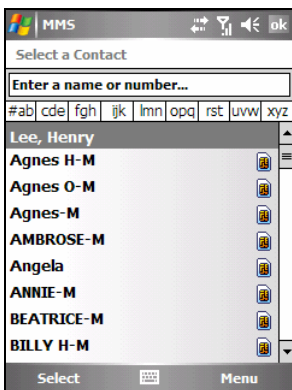 MMS ok
Select a Contact
Enter a name or number...
#ab cde fgh ijk lmn opq rst uvw xyz
Lee, Henry
Agnes H-M
Agnes O-M
Agnes-M
AMBROSE-M
Angela
ANNIE-M
BEATRICE-M
BILLY H-M
Select Menu